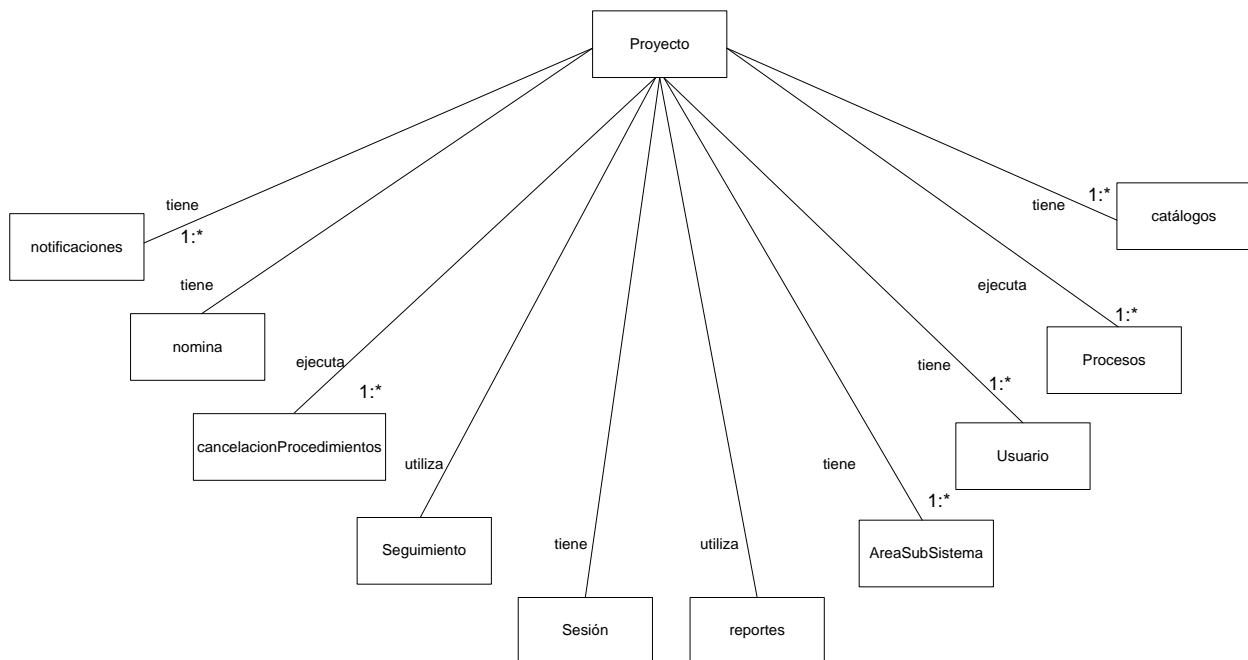 Proyecto
1:*
catálogos
tiene
tiene
notificaciones
1:*
tiene
ejecuta
1:*
nomina
Procesos
ejecuta
tiene
1:*
1:*
cancelacionProcedimientos
Usuario
utiliza
tiene
1:*
Seguimiento
tiene
utiliza
AreaSubSistema
Sesión
reportes